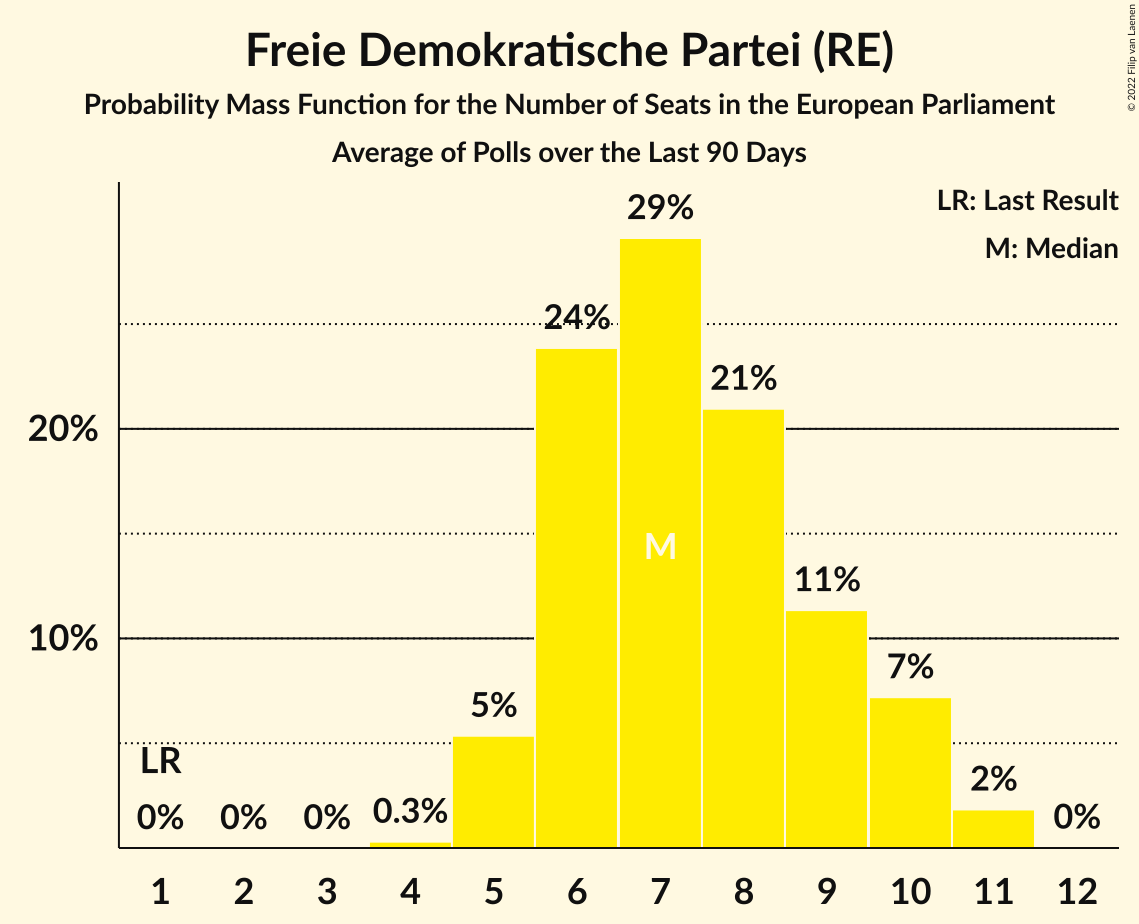 Freie Demokratische Partei (RE)
Probability Mass Function for the Number of Seats in the European Parliament
Average of Polls over the Last 90 Days
© 2022 Filip van Laenen
LR: Last Result
M: Median
29%
24%
21%
20%
M
11%
10%
7%
5%
LR
2%
0% 0% 0% 0.3% 0%
1 2 3 4 5 6 7 8 9 10 11 12